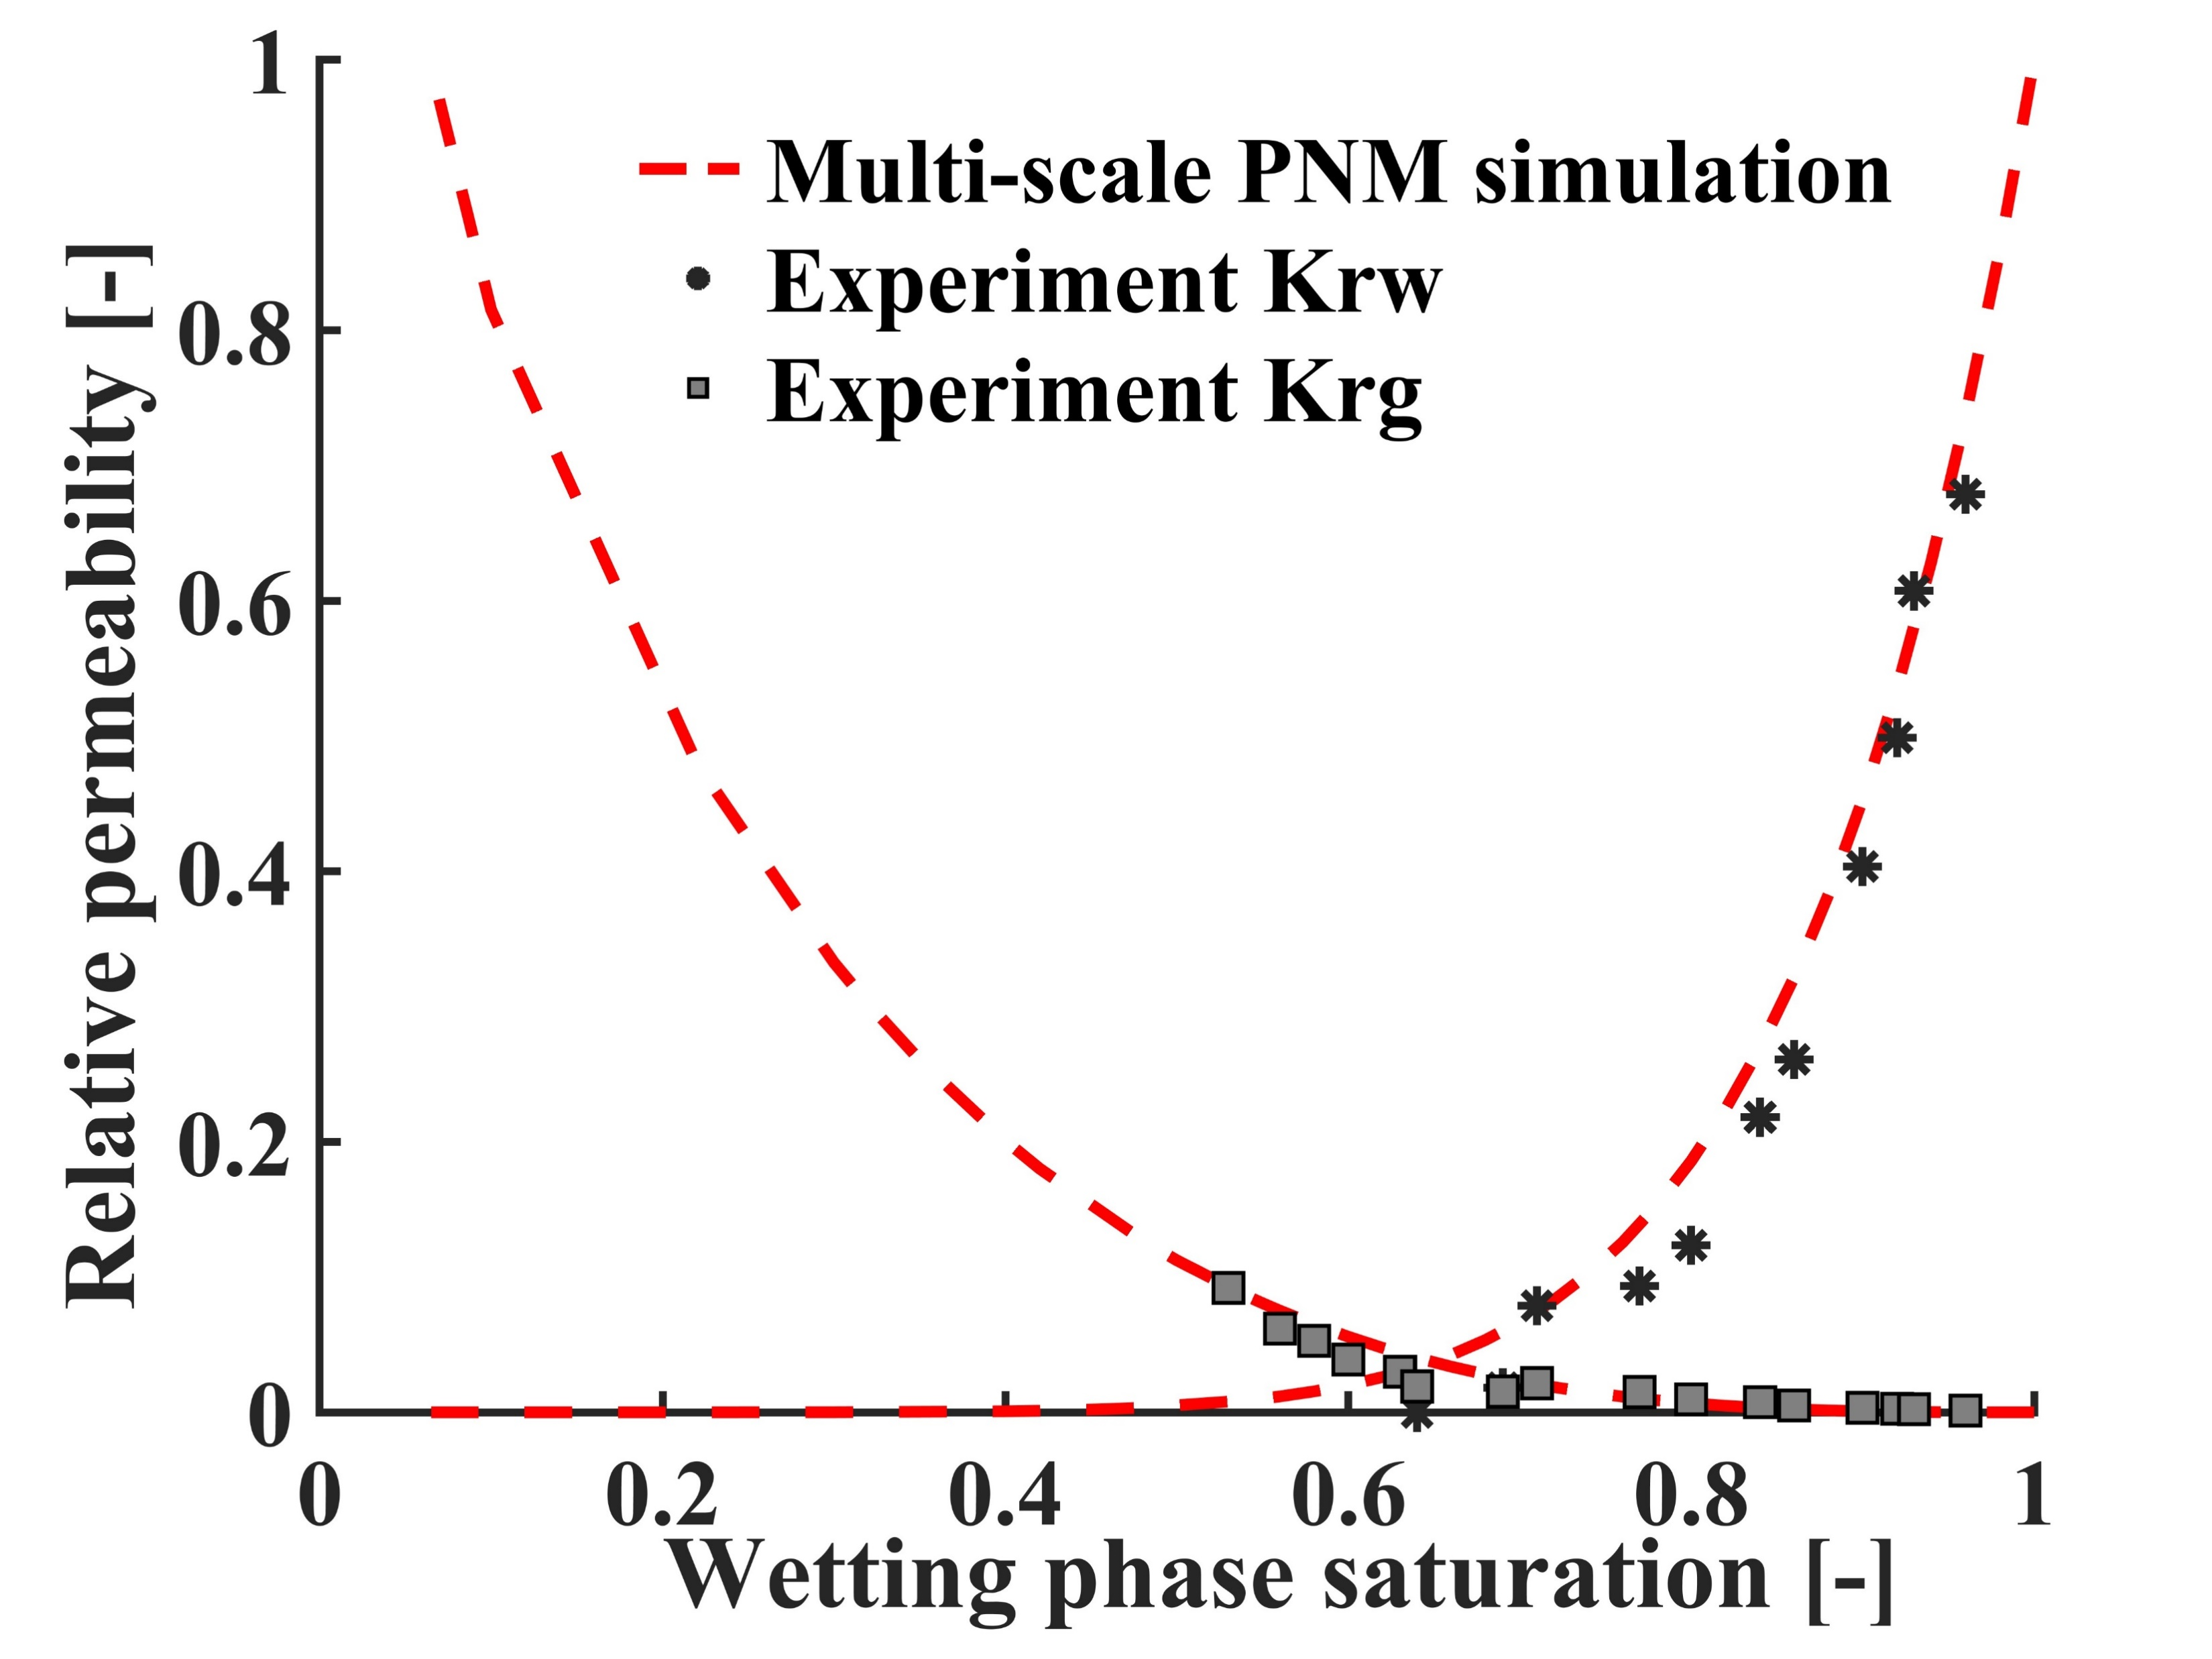 Relative permeability [-]
1
0.8
0.6
0.4
0.2
0
Multi-scale PNM simulation
Experiment Krw
Experiment Krg
0 0.2 0.4 0.6 0.8 1
Wetting phase saturation [-]